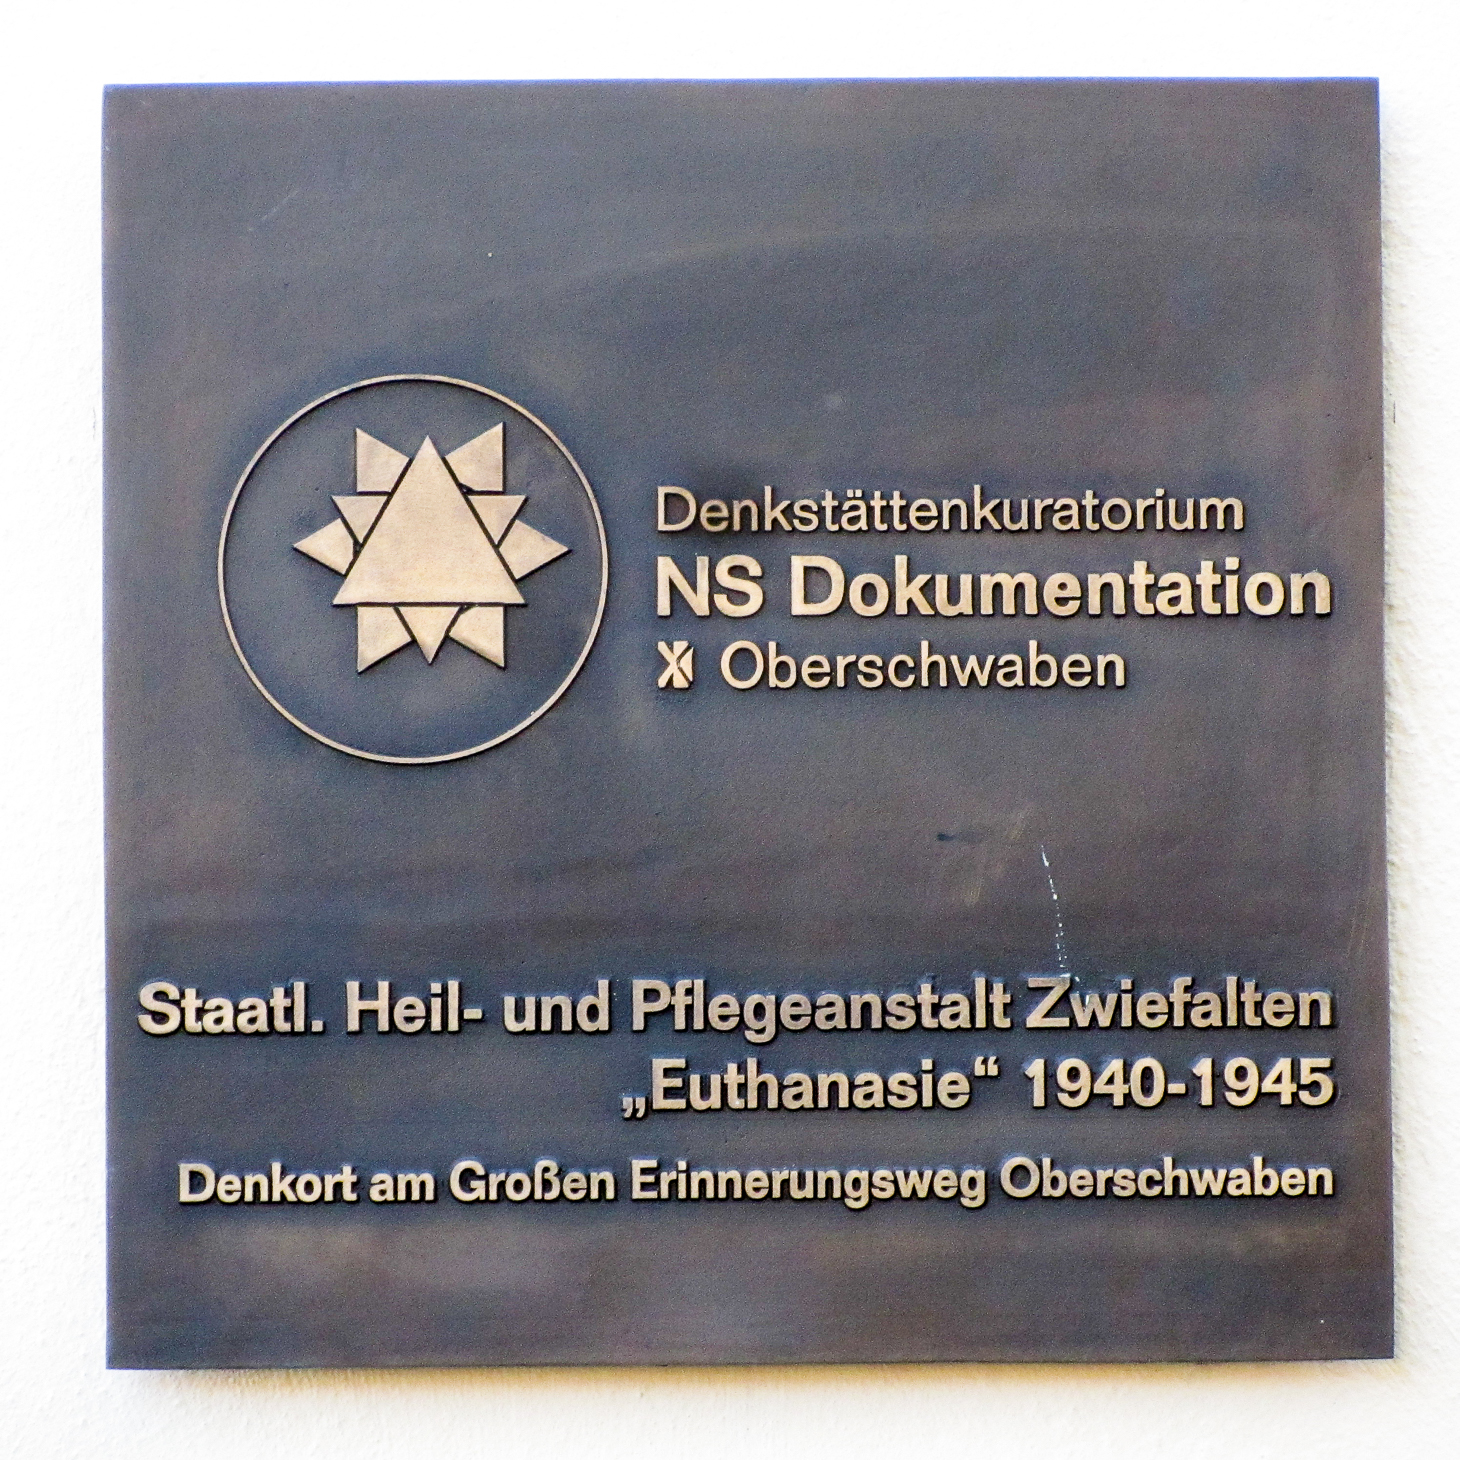 Denkstättenkuratorium
NS Dokumentation
Oberschwaben
Staatl. Heil- und Pflegeanstalt Zwiefalten
„Euthanasie“ 1940-1945
Denkort am Großen Erinnerungsweg Oberschwaben